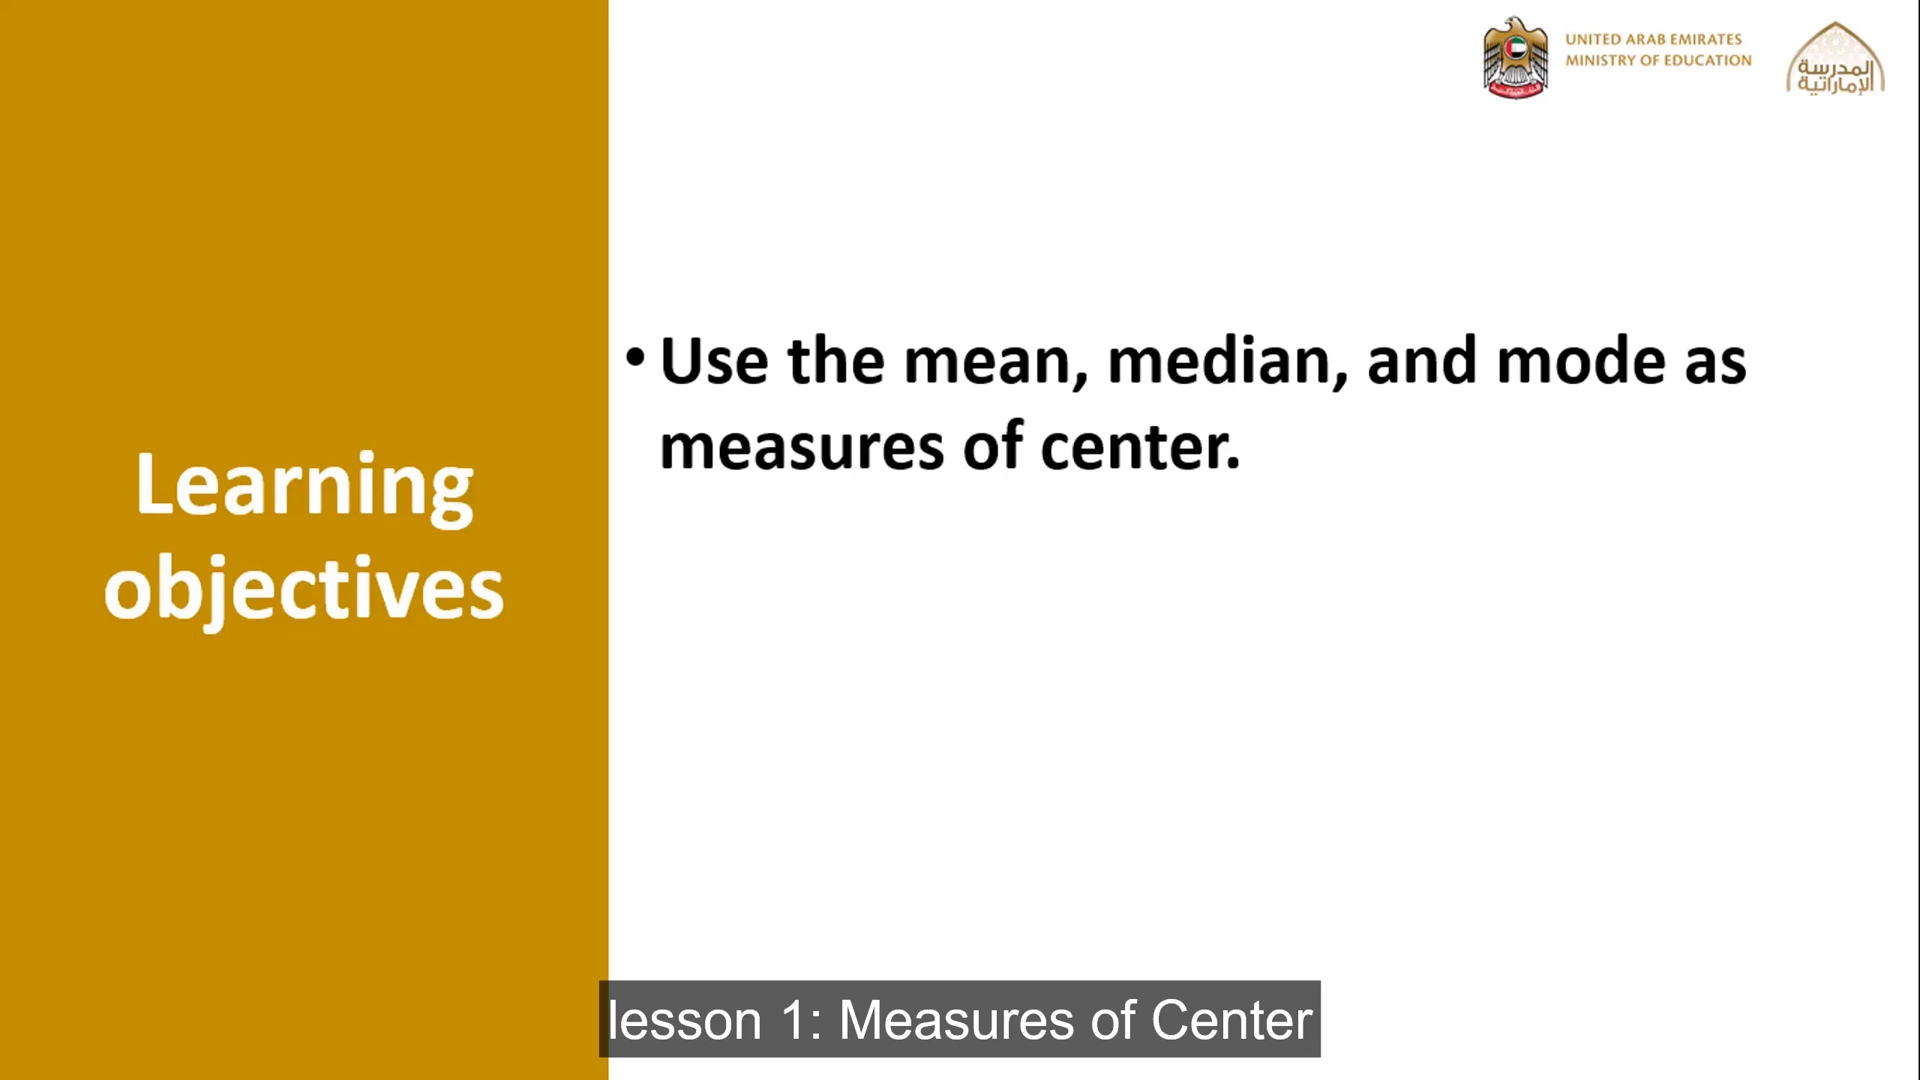 UNITED ARAB EMIRATES
MINISTRY OF EDUCATION
المدرسة
الإماراتية
Learning
objectives
• Use the mean, median, and mode as
measures of center.
lesson 1: Measures of Center